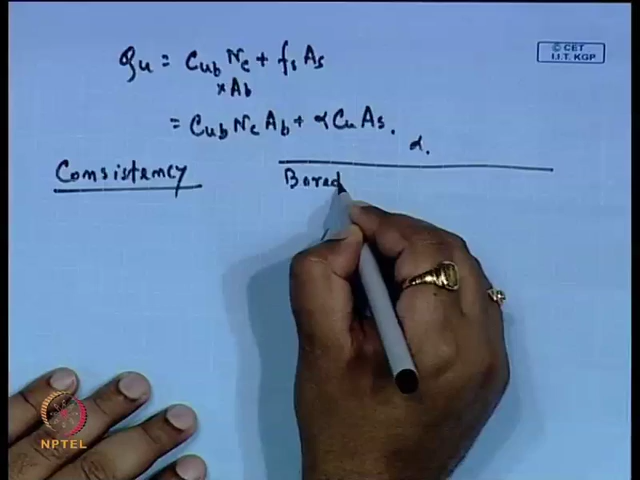 Qu = Cub Nc + fs As
x Ab
© CET
I.I.T. KGP
= Cub Nc Ab + α Cu As.
α.
Consistency
Bored
NPTEL